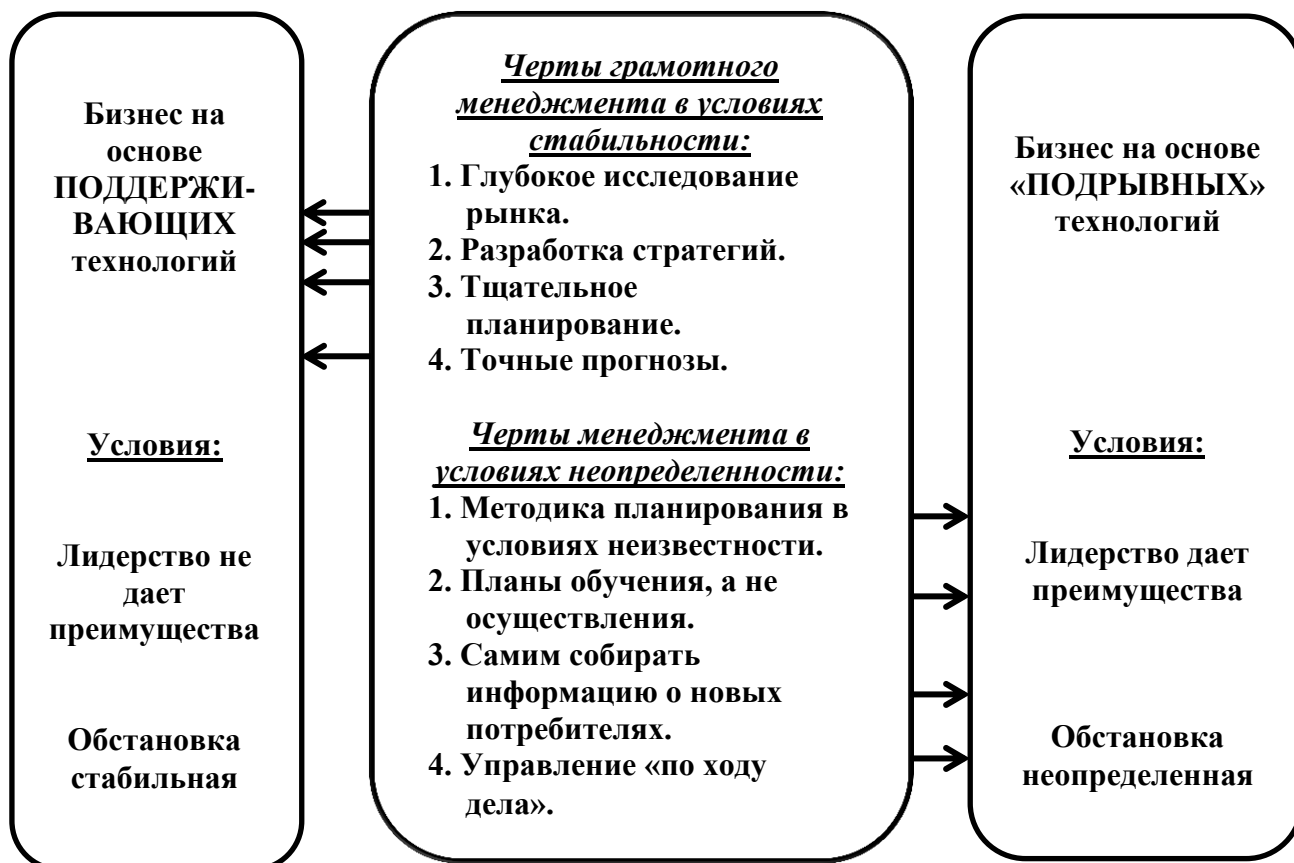 Бизнес на
основе
ПОДДЕРЖИ-
ВАЮЩИХ
технологий
Условия:
Лидерство не
дает
преимущества
Обстановка
стабильная
Черты грамотного
менеджмента в условиях
стабильности:
1. Глубокое исследование
рынка.
2. Разработка стратегий.
3. Тщательное
планирование.
4. Точные прогнозы.
Черты менеджмента в
условиях неопределенности:
1. Методика планирования в
условиях неизвестности.
2. Планы обучения, а не
осуществления.
3. Самим собирать
информацию о новых
потребителях.
4. Управление «по ходу
дела».
Бизнес на основе
«ПОДРЫВНЫХ»
технологий
Условия:
Лидерство дает
преимущества
Обстановка
неопределенная